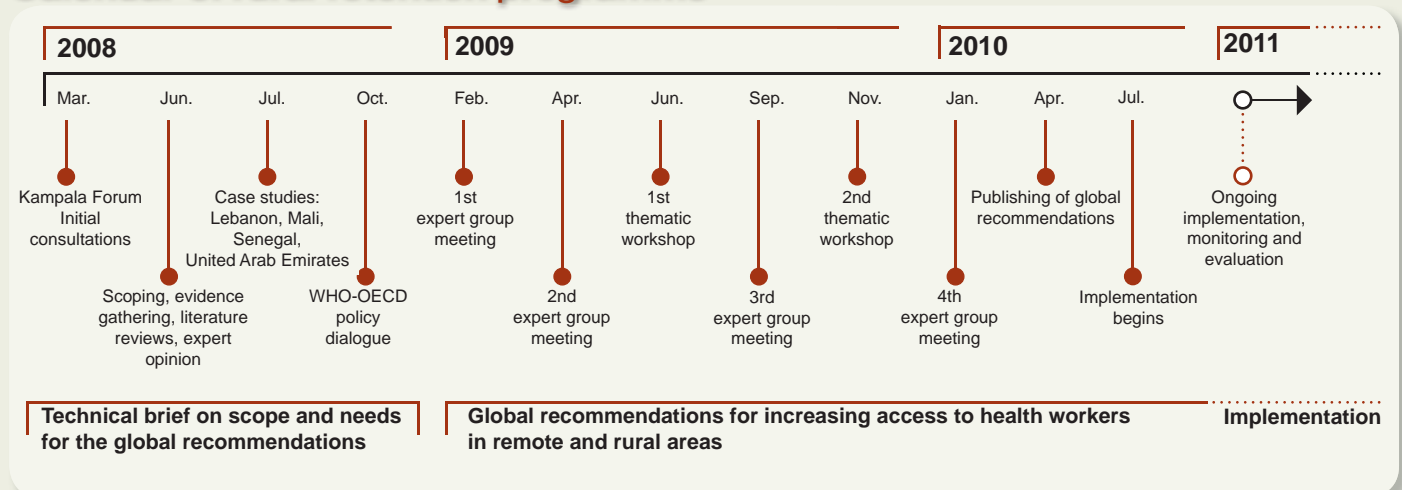 programme
2008
2009
2010
2011
Mar.
Jun.
Jul.
Oct.
Feb.
Apr.
Jun.
Sep.
Nov.
Jan.
Apr.
Jul.
Kampala Forum
Initial
consultations
Case studies:
Lebanon, Mali,
Senegal,
United Arab Emirates
1st
expert group
meeting
1st
thematic
workshop
2nd
thematic
workshop
Publishing of global
recommendations
Ongoing
implementation,
monitoring and
evaluation
Scoping, evidence
gathering, literature
reviews, expert
opinion
WHO-OECD
policy
dialogue
2nd
expert group
meeting
3rd
expert group
meeting
4th
expert group
meeting
Implementation
begins
Technical brief on scope and needs
for the global recommendations
Global recommendations for increasing access to health workers
in remote and rural areas
Implementation